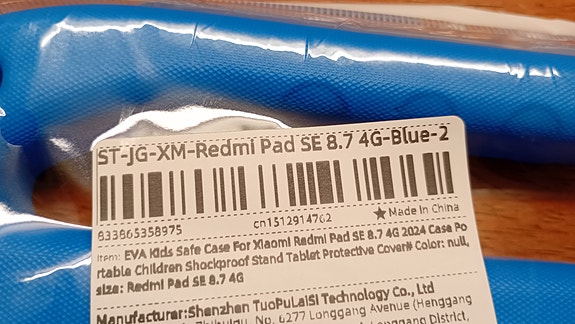 ST-JG-XM-Redmi Pad SE 8.7 4G-Blue-2
833865358975 cn1512914762 ★Made in China
Item: EVA Kids Safe Case For Xiaomi Redmi Pad SE 8.7 4G 2024 Case Po
rtable Children Shockproof Stand Tablet Protective Cover# Color: null,
size: Redmi Pad SE 8.7 4G
Manufacturer:Shenzhen TuoPuLaiSi Technology Co., Ltd
No. 6277 Longgang Avenue (Henggang
Longgang District,